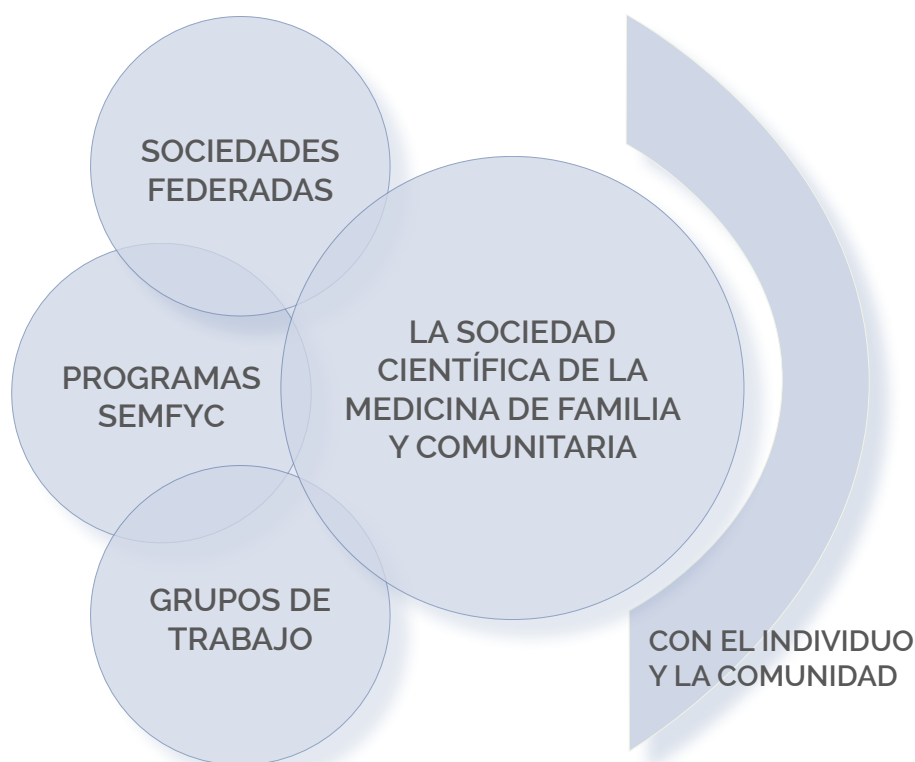 SOCIEDADES
FEDERADAS
PROGRAMAS
SEMFYC
GRUPOS DE
TRABAJO
LA SOCIEDAD
CIENTÍFICA DE LA
MEDICINA DE FAMILIA
Y COMUNITARIA
CON EL INDIVIDUO
Y LA COMUNIDAD